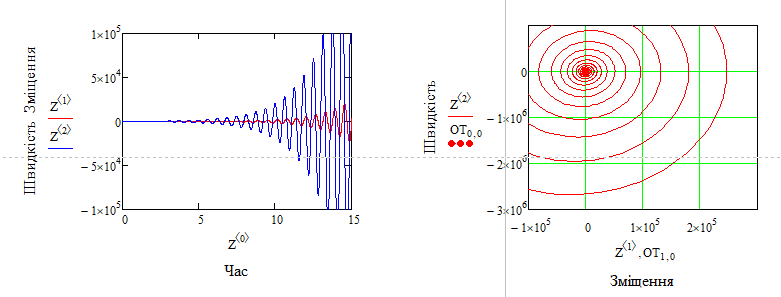 Швидкість Зміщення
Z⟨1⟩
Z⟨2⟩
1×10⁵
5×10⁴
0
−5×10⁴
−1×10⁵
0 5 10 15
Z⟨0⟩
Час
Швидкість
Z⟨2⟩
ОТ0,0
0
−1×10⁶
−2×10⁶
−3×10⁶
−1×10⁵ 0 1×10⁵ 2×10⁵
Z⟨1⟩,ОТ1,0
Зміщення